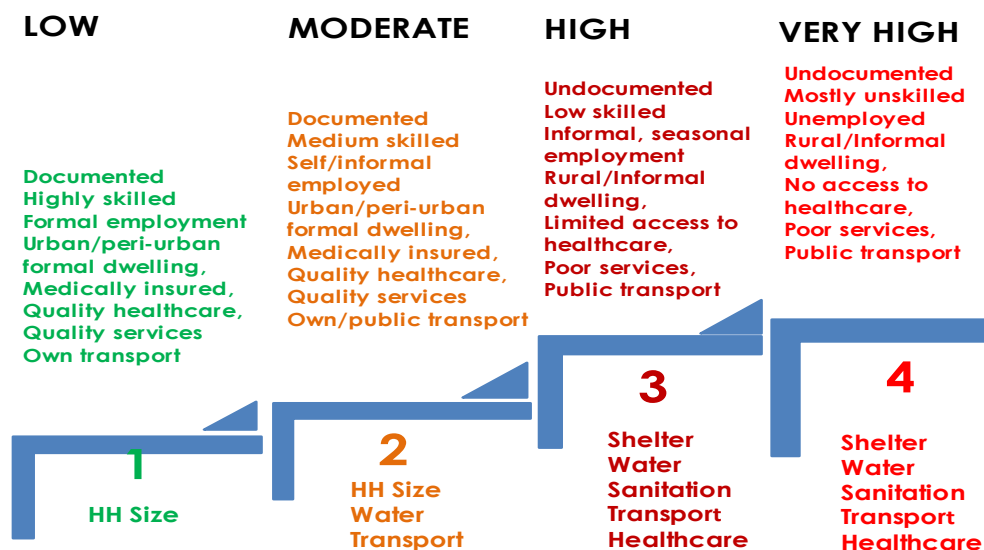 LOW
Documented
Highly skilled
Formal employment
Urban/peri-urban
formal dwelling,
Medically insured,
Quality healthcare,
Quality services
Own transport
1
HH Size
MODERATE
Documented
Medium skilled
Self/informal
employed
Urban/peri-urban
formal dwelling,
Medically insured,
Quality healthcare,
Quality services
Own/public transport
2
HH Size
Water
Transport
HIGH
Undocumented
Low skilled
Informal, seasonal
employment
Rural/Informal
dwelling,
Limited access to
healthcare,
Poor services,
Public transport
3
Shelter
Water
Sanitation
Transport
Healthcare
VERY HIGH
Undocumented
Mostly unskilled
Unemployed
Rural/Informal
dwelling,
No access to
healthcare,
Poor services,
Public transport
4
Shelter
Water
Sanitation
Transport
Healthcare